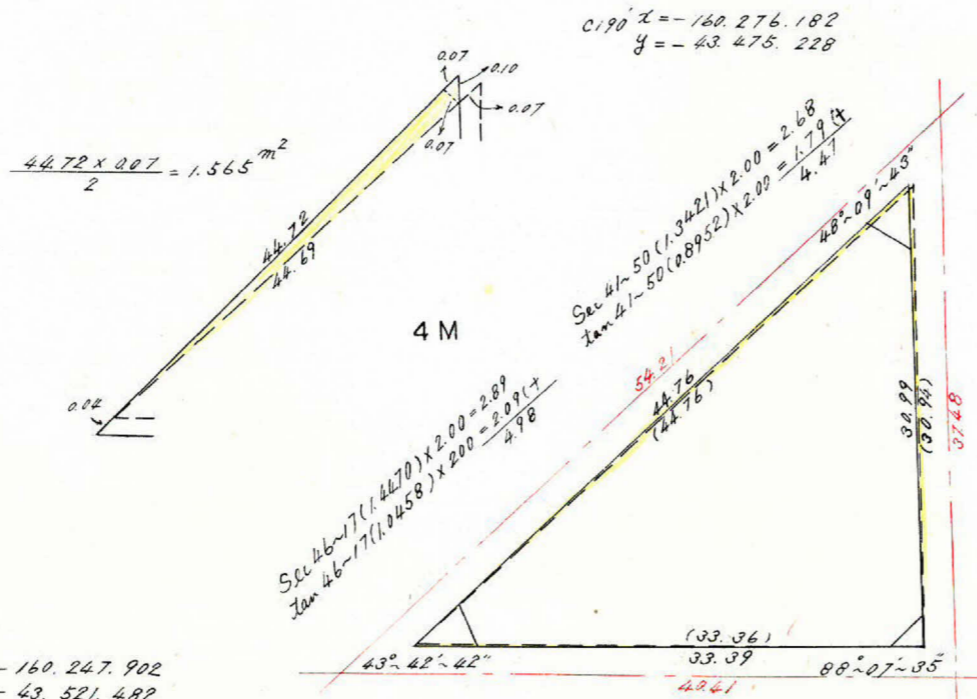 C190' x = - 160. 276. 182
y = - 43. 475. 228
0.07
0.10
0.07
0.07
44.72 x 0.07 / 2 = 1.565 m²
44.72
44.69
0.04
4 M
Sec 41~50 (1.3421) x 2.00 = 2.68
tan 41~50 (0.8952) x 2.00 = 1.79 (+
4.47
48°~09'~43"
54.21
44.76
(44.76)
30.99
(30.94)
37.48
Sec 46~17 (1.4470) x 2.00 = 2.89
tan 46~17 (1.0458) x 200 = 2.09 (+
4.98
(33.36)
43°~42'~42"
33.39
88°~07'~35"
49.41
- 160. 247. 902
- 43. 521. 482